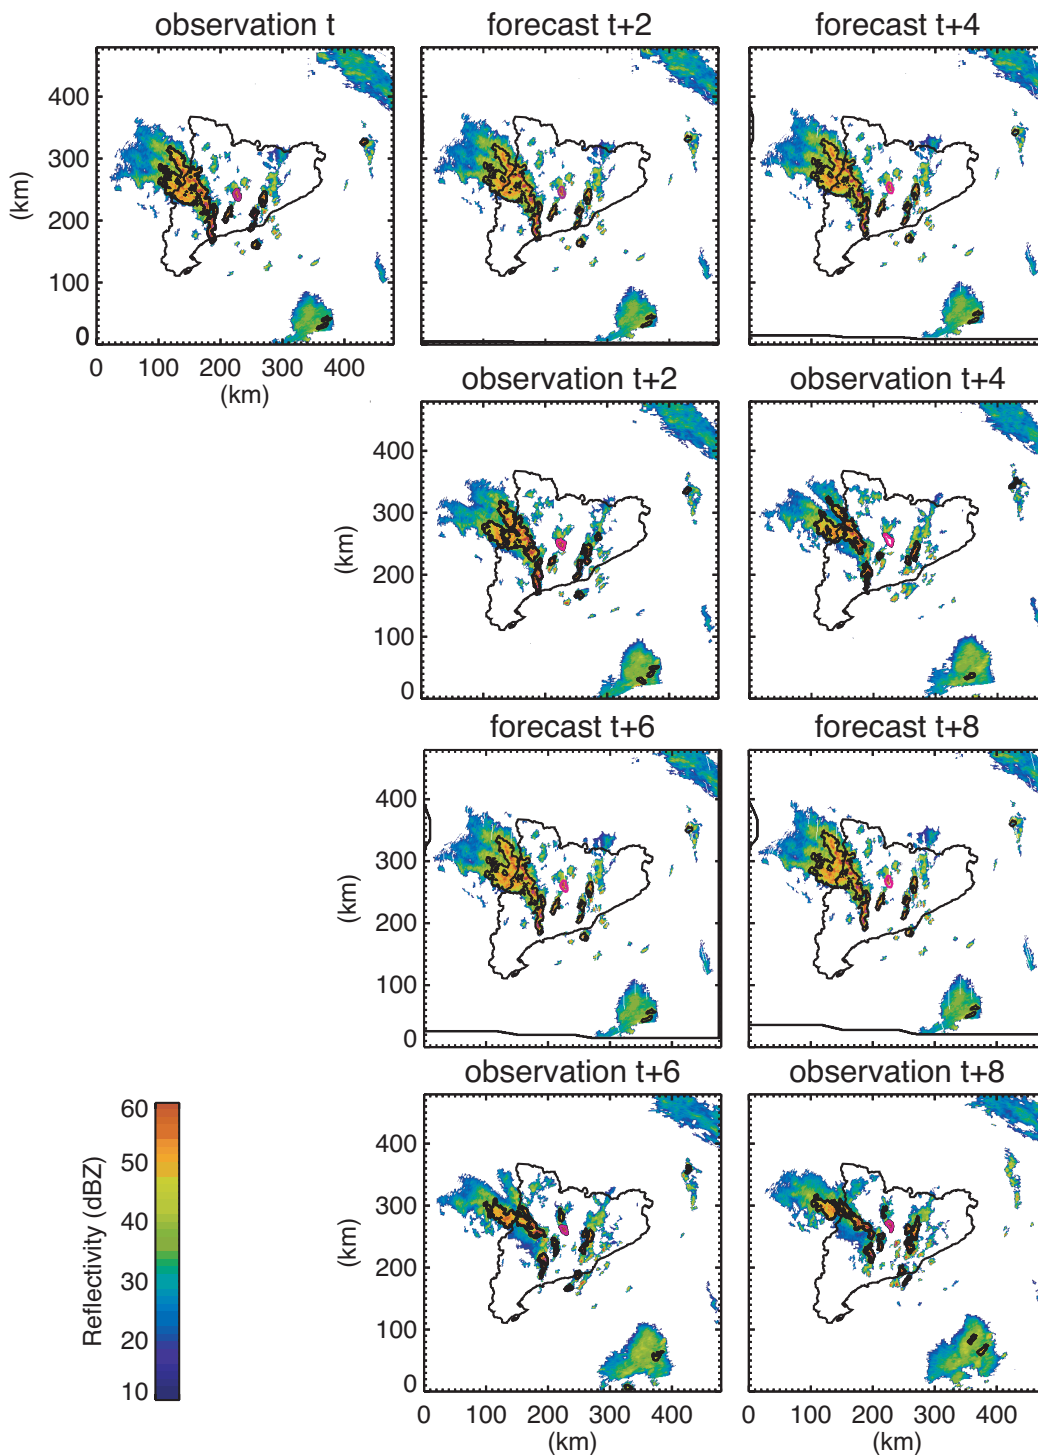 observation t
forecast t+2
forecast t+4
400
300
200
100
0
(km)
0 100 200 300 400
(km)
observation t+2
observation t+4
400
300
200
100
0
(km)
forecast t+6
forecast t+8
400
300
200
100
0
(km)
observation t+6
observation t+8
400
300
200
100
0
(km)
0 100 200 300 400
(km)
0 100 200 300 400
(km)
60
50
40
30
20
10
Reflectivity (dBZ)